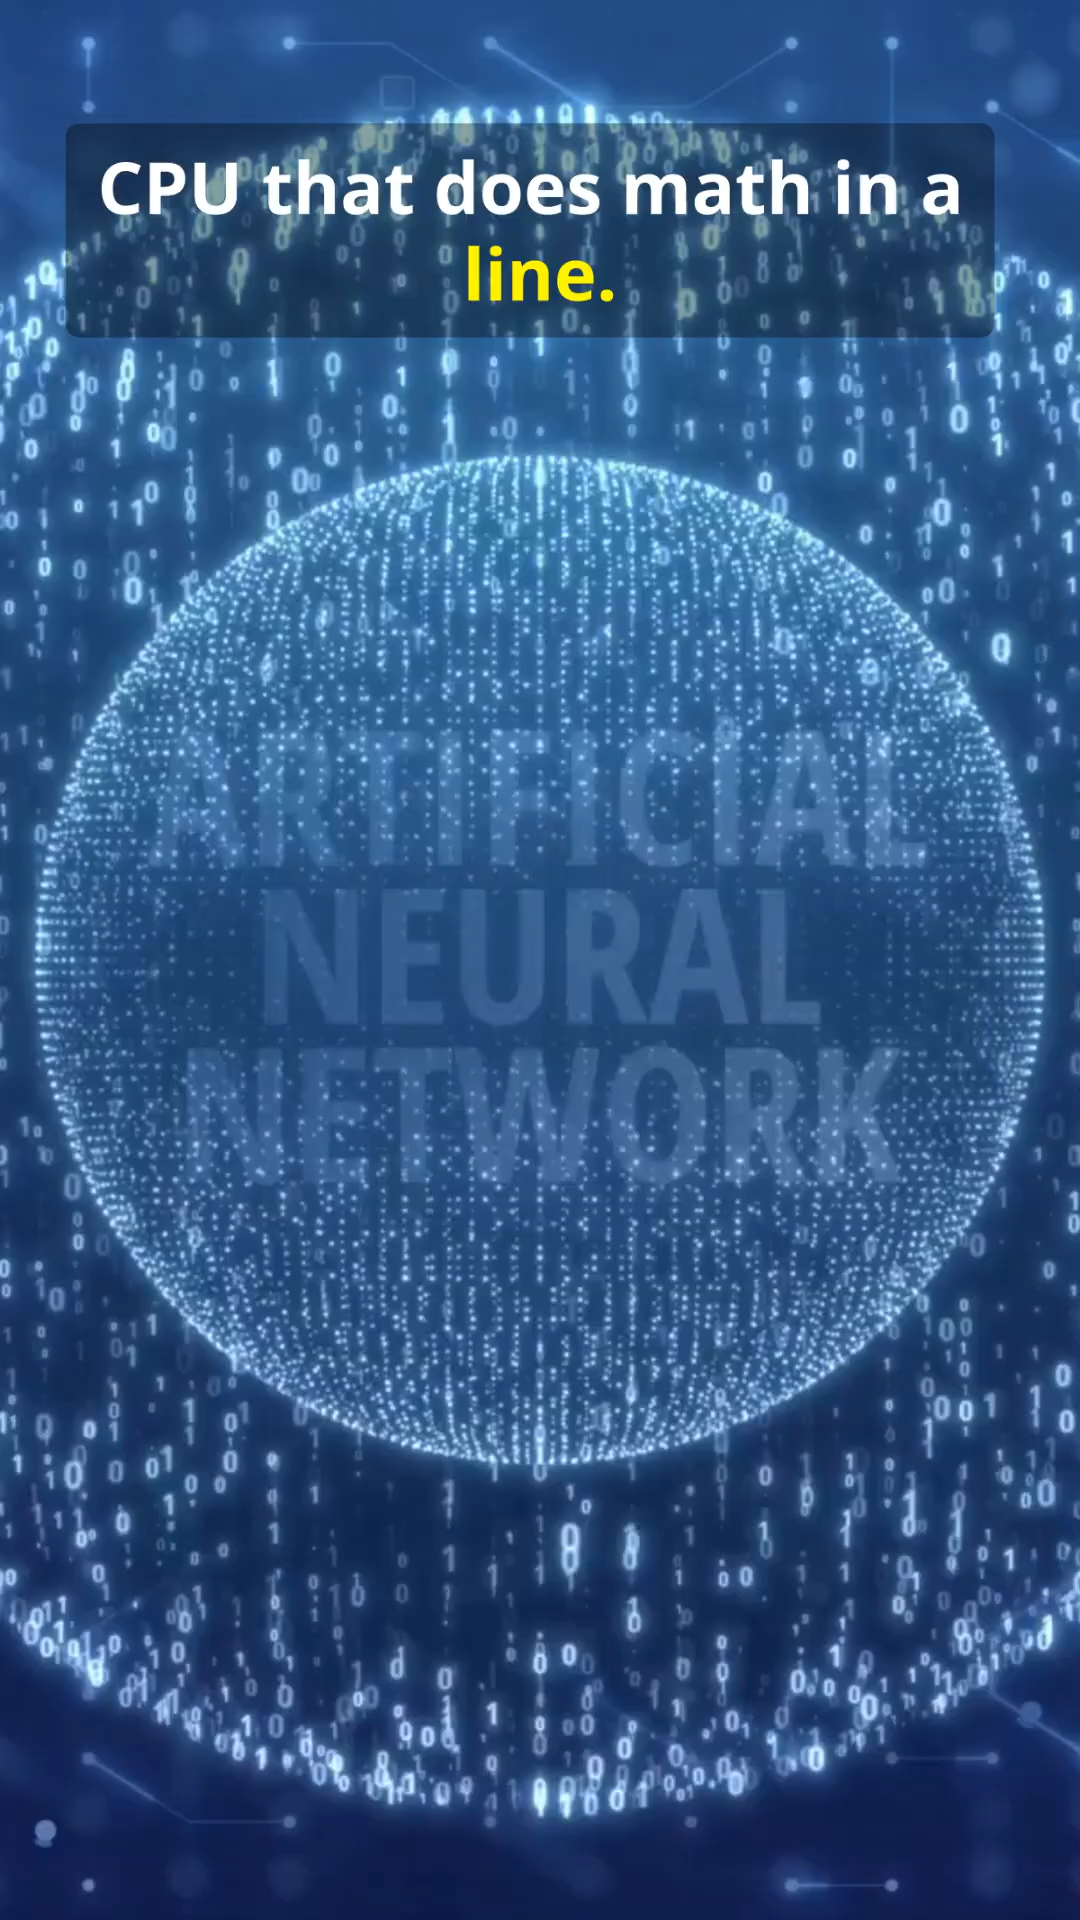 CPU that does math in a
line.
ARTIFICIAL
NEURAL
NETWORK